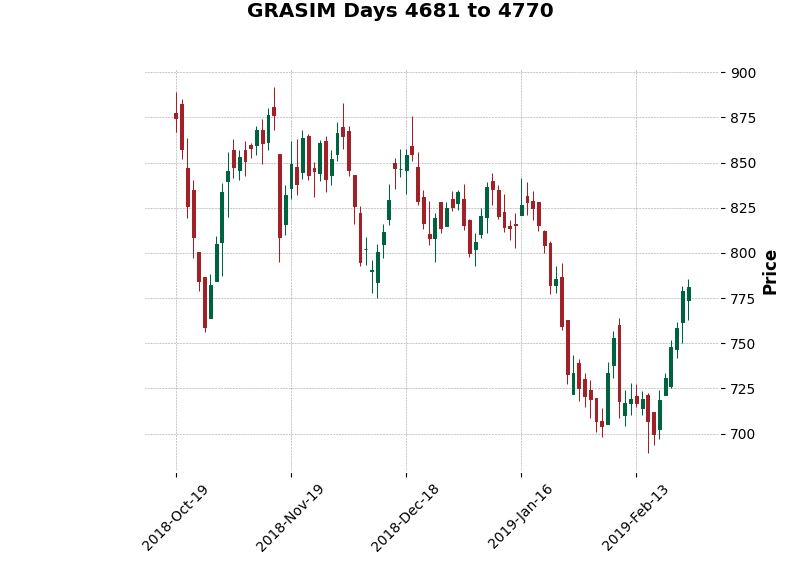 GRASIM Days 4681 to 4770
900
875
850
825
800
775
750
725
700
Price
2018-Oct-19
2018-Nov-19
2018-Dec-18
2019-Jan-16
2019-Feb-13